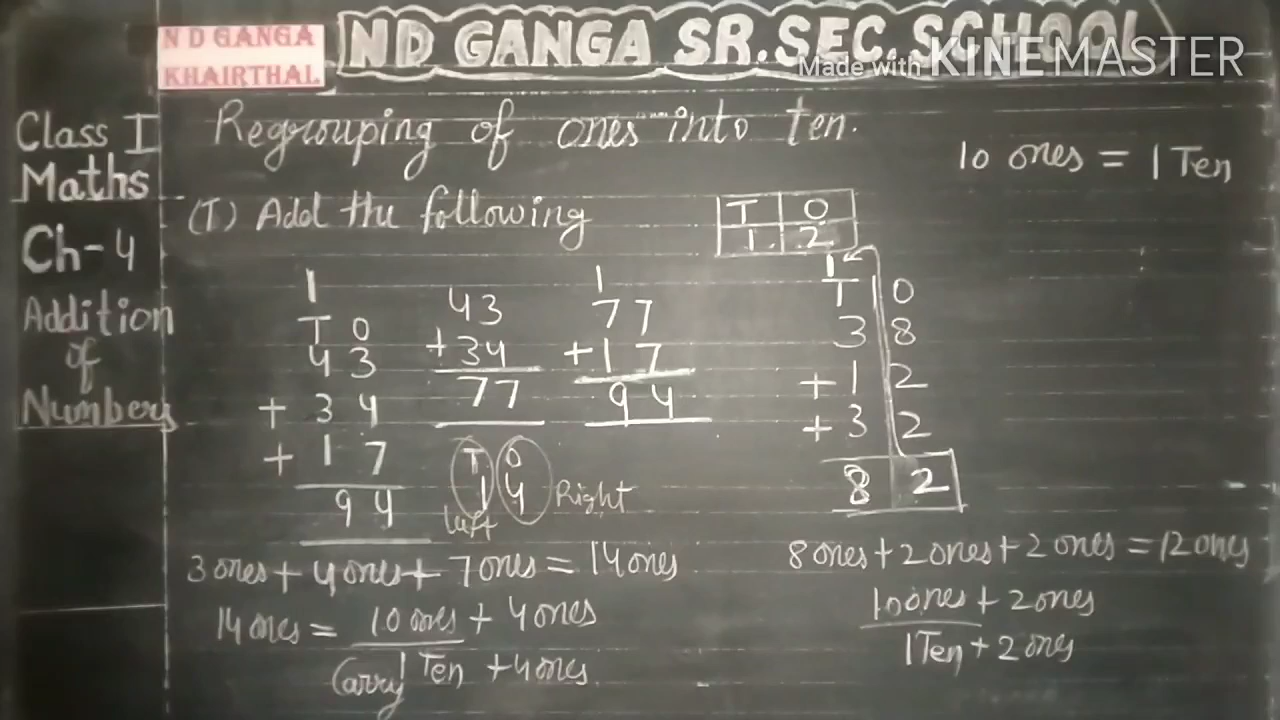 N D GANGA
KHAIRTHAL
ND GANGA SR.SEC.SCHOOL
Made with KINEMASTER
Class I
Maths
Ch-4
Addition
of
Numbers
Regrouping of ones into ten.
10 ones = 1 Ten
(I) Add the following
T O
1 2
1
T O
4 3
+ 3 4
+ 1 7
9 4
43
+34
77
1
77
+17
94
T O
1 4
Left
Right
1
T O
3 8
+ 1 2
+ 3 2
8 2
3 ones + 4 ones + 7 ones = 14 ones
14 ones = 10 ones + 4 ones
Carry 1 Ten + 4 ones
8 ones + 2 ones + 2 ones = 12 ones
10 ones + 2 ones
1 Ten + 2 ones